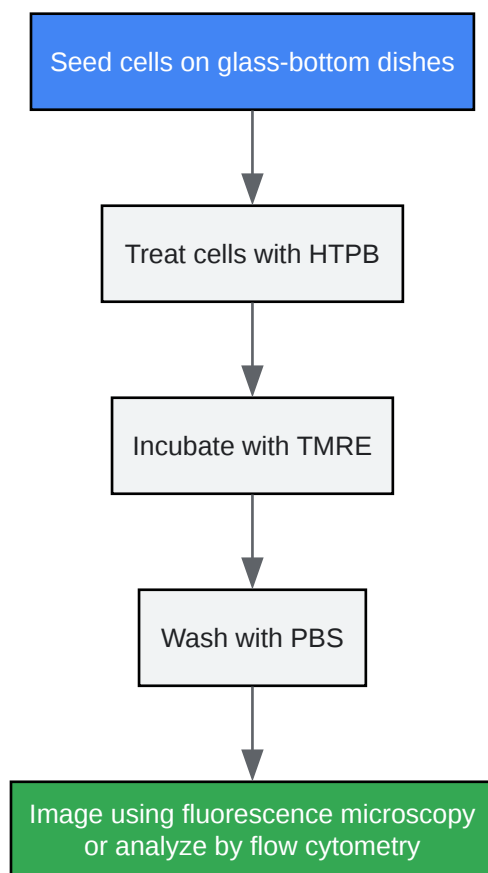 Seed cells on glass-bottom dishes
Treat cells with HTPB
Incubate with TMRE
Wash with PBS
Image using fluorescence microscopy
or analyze by flow cytometry